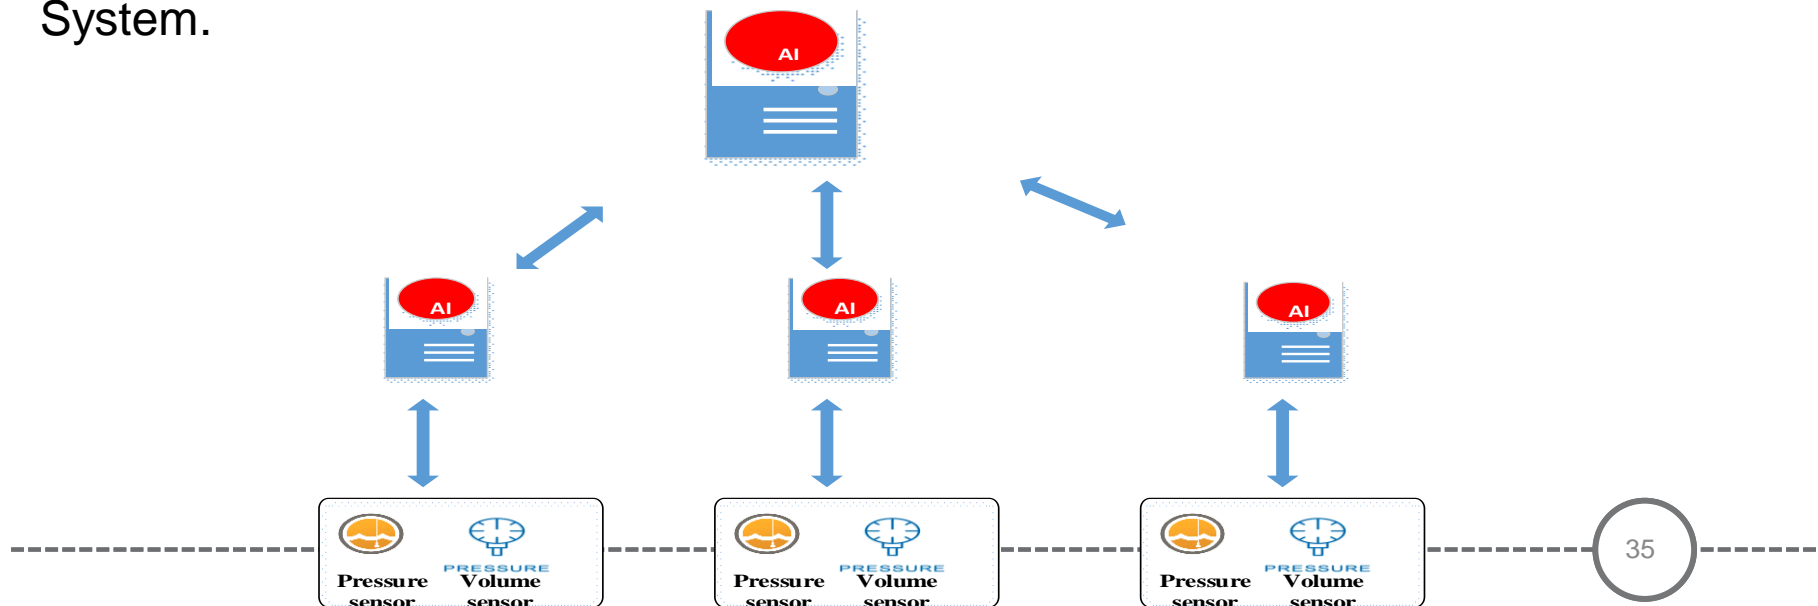 System.
AI
AI
AI
AI
PRESSURE
Pressure Volume
sensor sensor
PRESSURE
Pressure Volume
sensor sensor
PRESSURE
Pressure Volume
sensor sensor
35